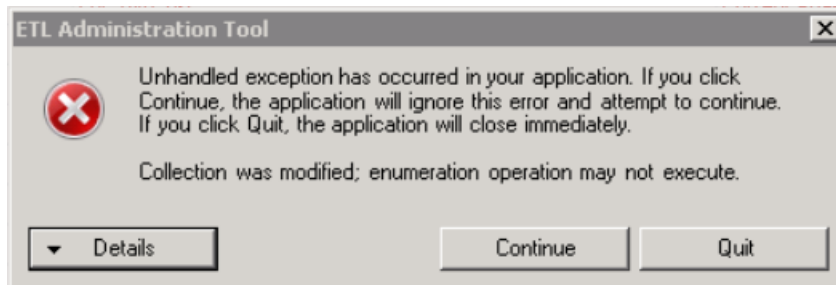 ETL Administration Tool
Unhandled exception has occurred in your application. If you click
Continue, the application will ignore this error and attempt to continue.
If you click Quit, the application will close immediately.
Collection was modified; enumeration operation may not execute.
Details
Continue
Quit